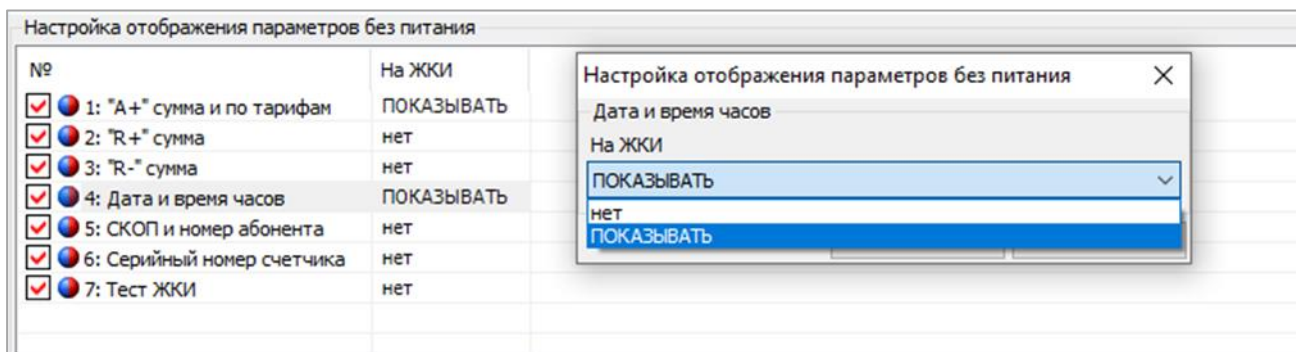 Настройка отображения параметров без питания
№ На ЖКИ
1: "A+" сумма и по тарифам ПОКАЗЫВАТЬ
2: "R+" сумма нет
3: "R-" сумма нет
4: Дата и время часов ПОКАЗЫВАТЬ
5: СКОП и номер абонента нет
6: Серийный номер счетчика нет
7: Тест ЖКИ нет
Настройка отображения параметров без питания
Дата и время часов
На ЖКИ
ПОКАЗЫВАТЬ
нет
ПОКАЗЫВАТЬ